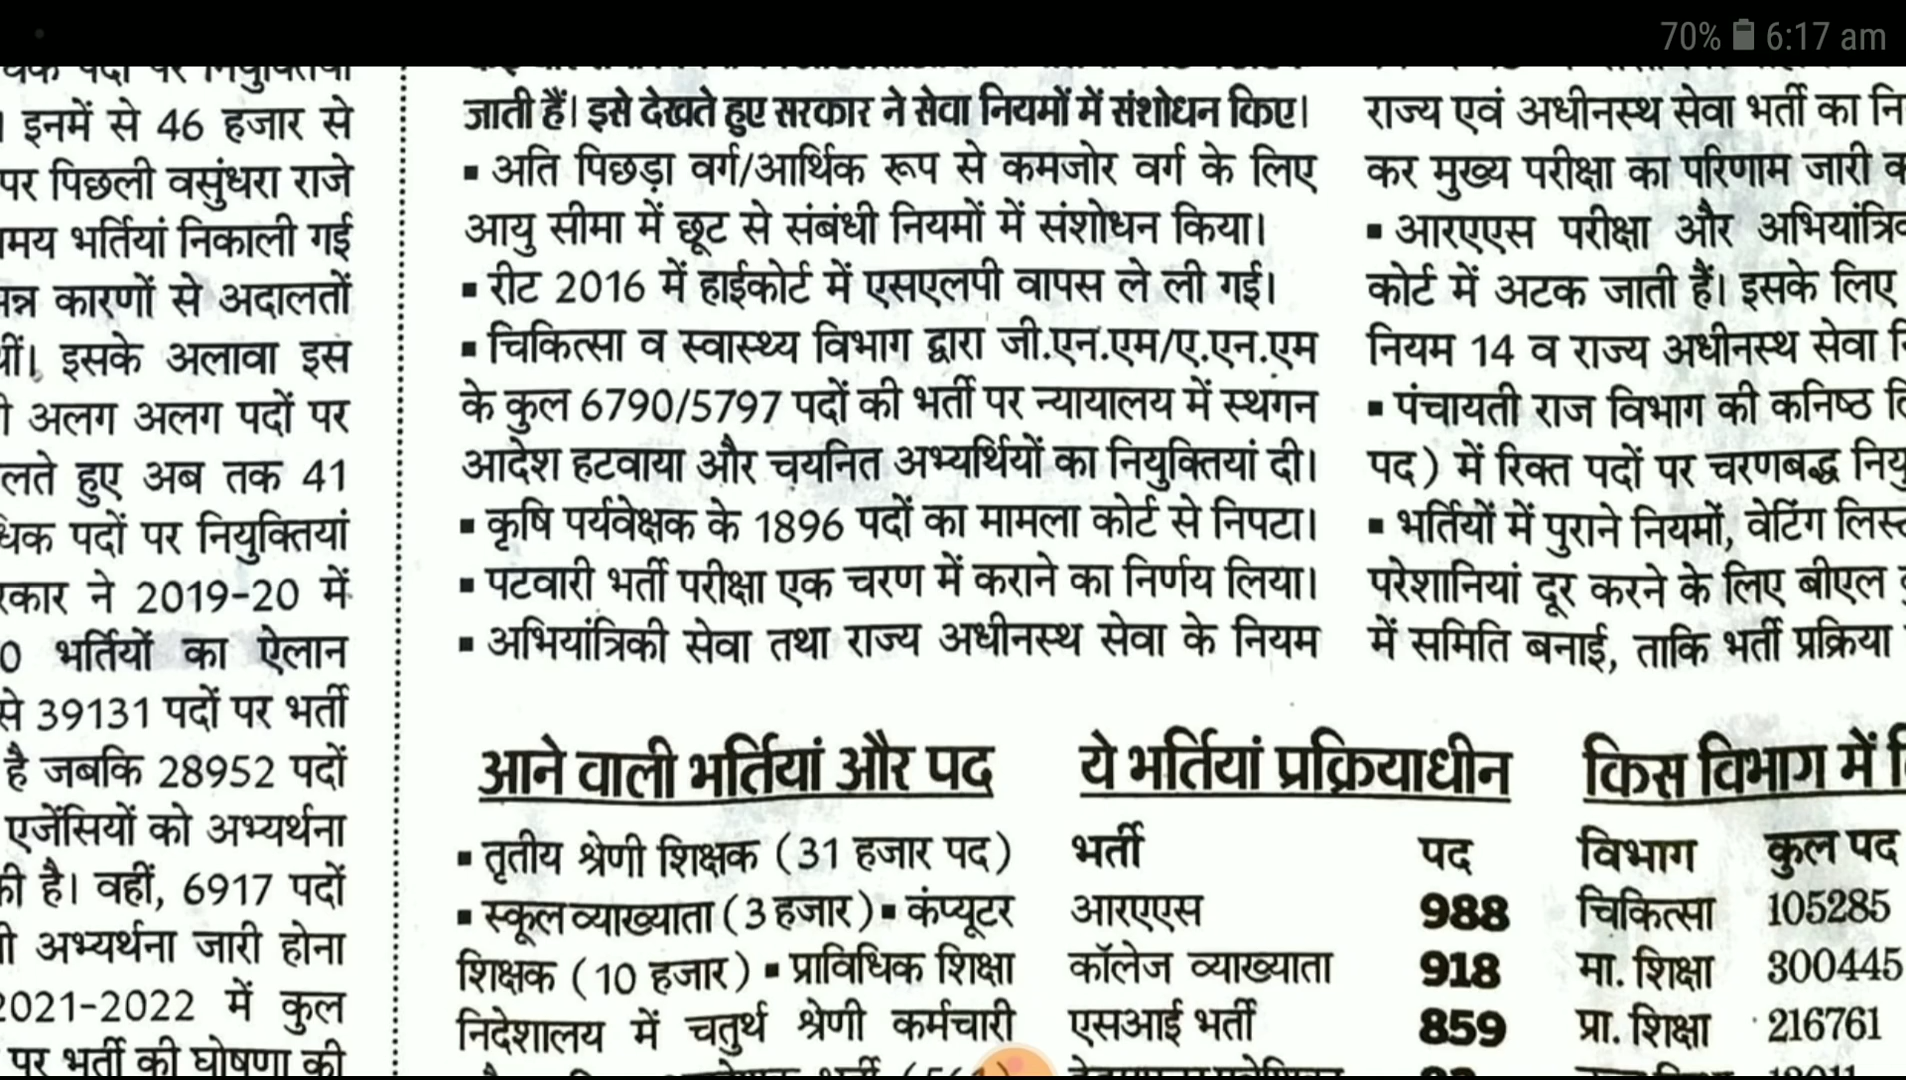 70% 6:17 am
इनमें से 46 हजार से
पर पिछली वसुंधरा राजे
भर्तियां निकाली गई
कारणों से अदालतों
इसके अलावा इस
अलग अलग पदों पर
हुए अब तक 41
पदों पर नियुक्तियां
ने 2019-20 में
भर्तियों का ऐलान
से 39131 पदों पर भर्ती
है जबकि 28952 पदों
एजेंसियों को अभ्यर्थना
है। वहीं, 6917 पदों
अभ्यर्थना जारी होना
2021-2022 में कुल
पर भर्ती की घोषणा की
जाती हैं। इसे देखते हुए सरकार ने सेवा नियमों में संशोधन किए।
▪ अति पिछड़ा वर्ग/आर्थिक रूप से कमजोर वर्ग के लिए
आयु सीमा में छूट से संबंधी नियमों में संशोधन किया।
▪ रीट 2016 में हाईकोर्ट में एसएलपी वापस ले ली गई।
▪ चिकित्सा व स्वास्थ्य विभाग द्वारा जी.एन.एम/ए.एन.एम
के कुल 6790/5797 पदों की भर्ती पर न्यायालय में स्थगन
आदेश हटवाया और चयनित अभ्यर्थियों का नियुक्तियां दी।
▪ कृषि पर्यवेक्षक के 1896 पदों का मामला कोर्ट से निपटा।
▪ पटवारी भर्ती परीक्षा एक चरण में कराने का निर्णय लिया।
▪ अभियांत्रिकी सेवा तथा राज्य अधीनस्थ सेवा के नियम
राज्य एवं अधीनस्थ सेवा भर्ती का
कर मुख्य परीक्षा का परिणाम जारी
▪ आरएएस परीक्षा और
कोर्ट में अटक जाती हैं। इसके लिए
नियम 14 व राज्य अधीनस्थ सेवा
▪ पंचायती राज विभाग की कनिष्ठ
पद) में रिक्त पदों पर चरणबद्ध
▪ भर्तियों में पुराने नियमों, वेटिंग
परेशानियां दूर करने के लिए बीएल
में समिति बनाई, ताकि भर्ती प्रक्रिया
आने वाली भर्तियां और पद
▪ तृतीय श्रेणी शिक्षक (31 हजार पद)
▪ स्कूल व्याख्याता (3 हजार) ▪ कंप्यूटर
शिक्षक (10 हजार) ▪ प्राविधिक शिक्षा
निदेशालय में चतुर्थ श्रेणी कर्मचारी
ये भर्तियां प्रक्रियाधीन
भर्ती पद
आरएएस 988
कॉलेज व्याख्याता 918
एसआई भर्ती 859
किस विभाग में
विभाग कुल पद
चिकित्सा 105285
मा. शिक्षा 300445
प्रा. शिक्षा 216761